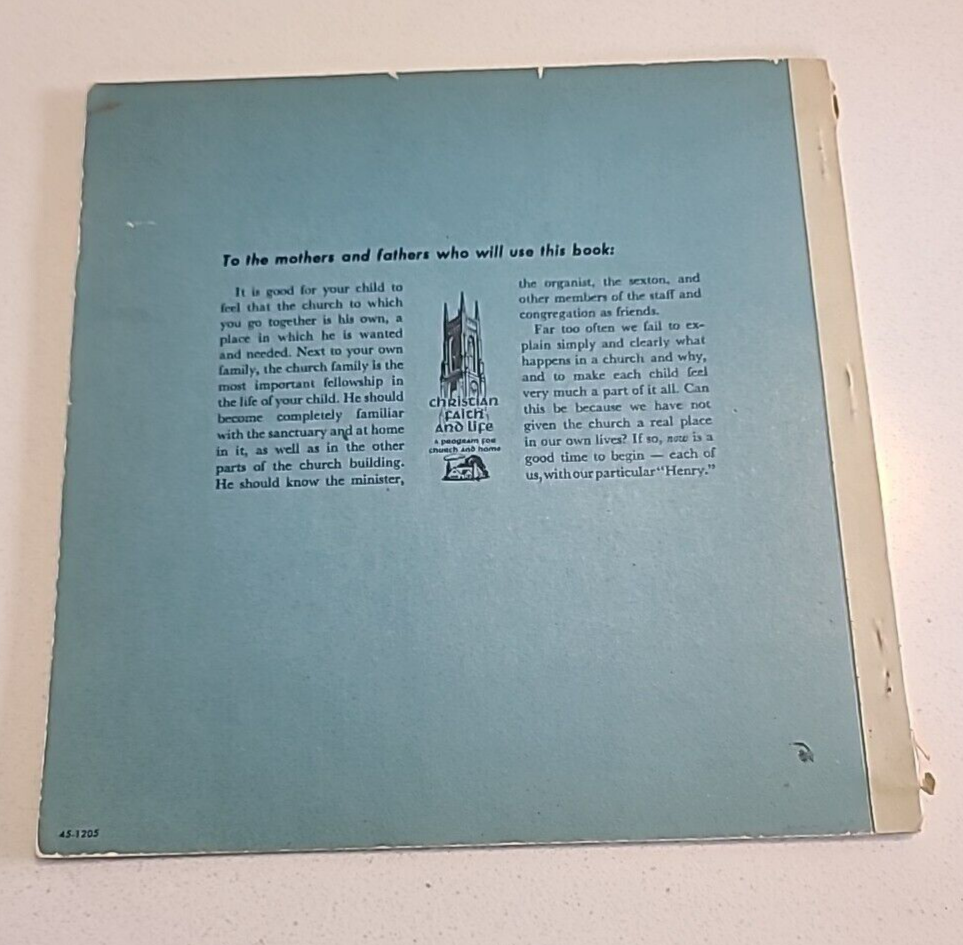 To the mothers and fathers who will use this book:
It is good for your child to
feel that the church to which
you go together is his own, a
place in which he is wanted
and needed. Next to your own
family, the church family is the
most important fellowship in
the life of your child. He should
become completely familiar
with the sanctuary and at home
in it, as well as in the other
parts of the church building.
He should know the minister,
christian
faith
and life
a program for
church and home
the organist, the sexton, and
other members of the staff and
congregation as friends.
Far too often we fail to ex-
plain simply and clearly what
happens in a church and why,
and to make each child feel
very much a part of it all. Can
this be because we have not
given the church a real place
in our own lives? If so, now is a
good time to begin — each of
us, with our particular "Henry."
45-1205